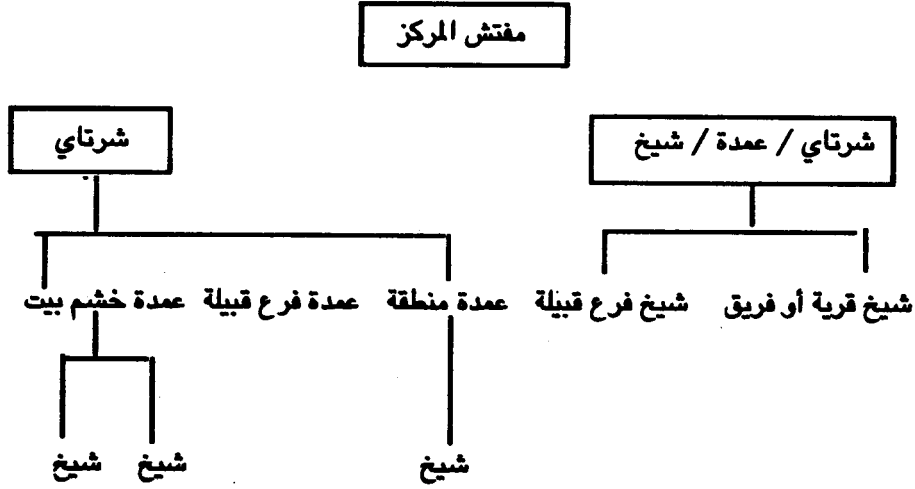 مفتش المركز
شرتاي / عمدة / شيخ
شرتاي
شيخ قرية أو فريق
شيخ فرع قبيلة
عمدة منطقة
عمدة فرع قبيلة
عمدة خشم بيت
شيخ
شيخ
شيخ